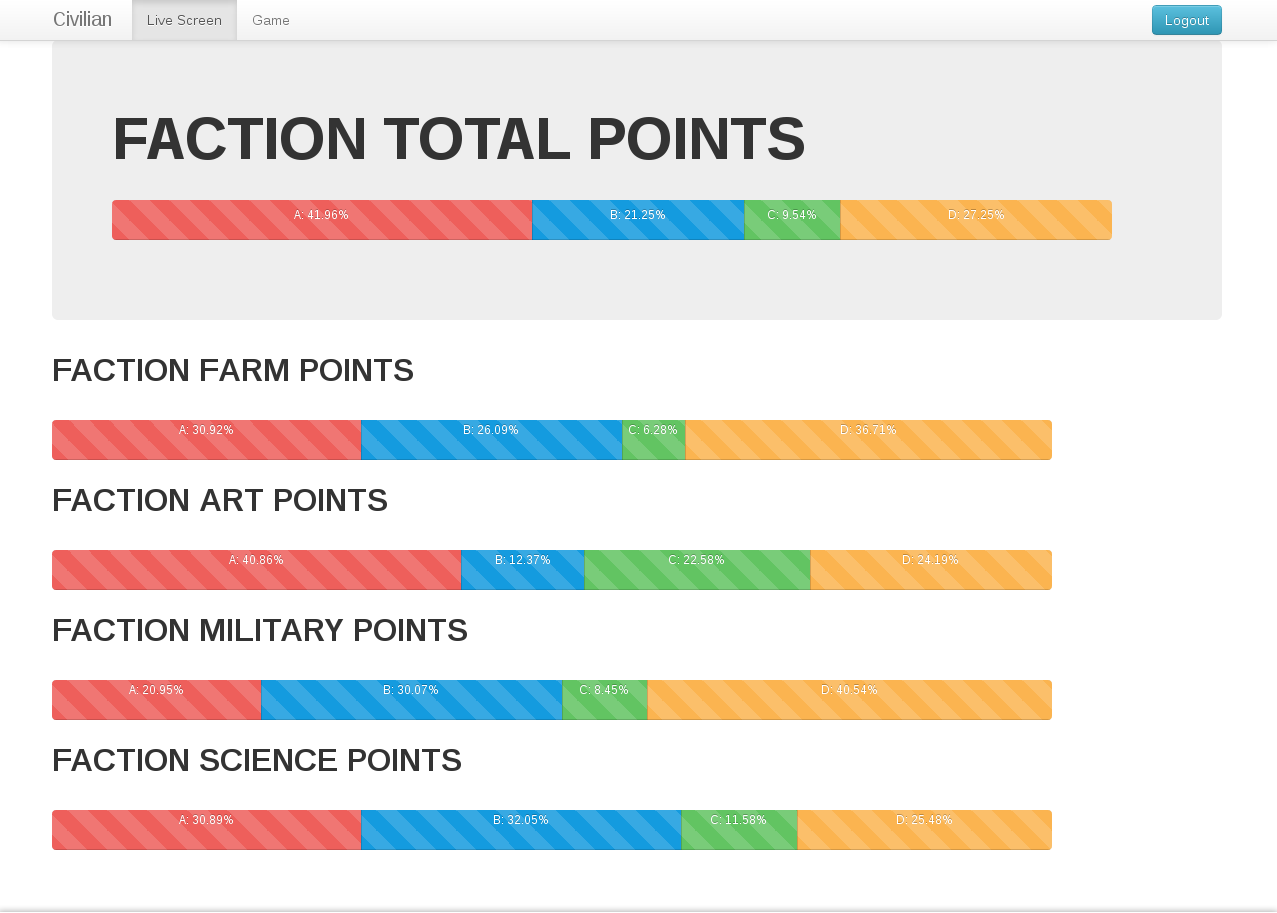 Civilian Live Screen Game Logout
FACTION TOTAL POINTS
A: 41.96% B: 21.25% C: 9.54% D: 27.25%
FACTION FARM POINTS
A: 30.92% B: 26.09% C: 6.28% D: 36.71%
FACTION ART POINTS
A: 40.86% B: 12.37% C: 22.58% D: 24.19%
FACTION MILITARY POINTS
A: 20.95% B: 30.07% C: 8.45% D: 40.54%
FACTION SCIENCE POINTS
A: 30.89% B: 32.05% C: 11.58% D: 25.48%